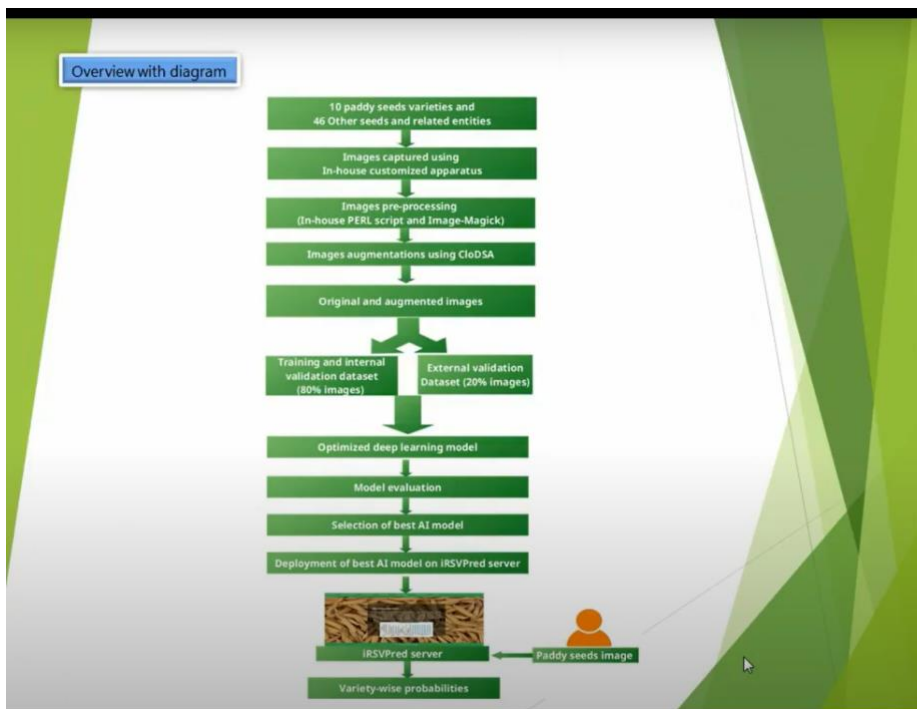 Overview with diagram
10 paddy seeds varieties and
46 Other seeds and related entities
Images captured using
In-house customized apparatus
Images pre-processing
(In-house PERL script and Image-Magick)
Images augmentations using CloDSA
Original and augmented images
Training and internal
validation dataset
(80% images)
External validation
Dataset (20% images)
Optimized deep learning model
Model evaluation
Selection of best AI model
Deployment of best AI model on iRSVPred server
iRSVPred server
Paddy seeds image
Variety-wise probabilities